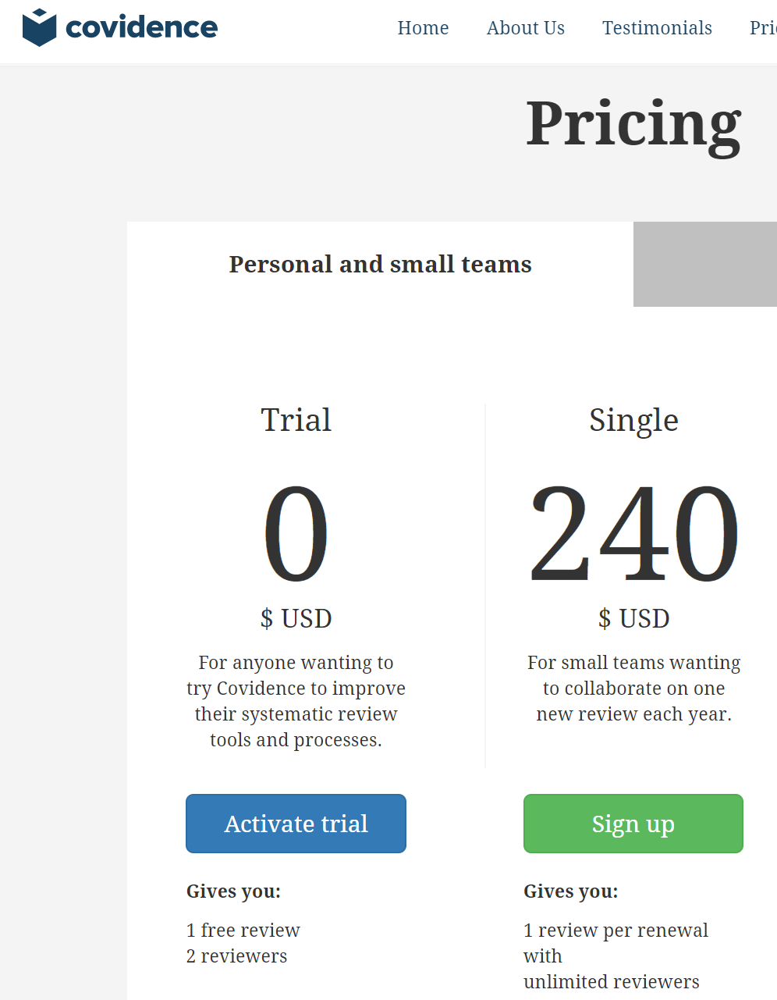 covidence
Home About Us Testimonials
Pricing
Personal and small teams
Trial
0
$ USD
For anyone wanting to
try Covidence to improve
their systematic review
tools and processes.
Activate trial
Gives you:
1 free review
2 reviewers
Single
240
$ USD
For small teams wanting
to collaborate on one
new review each year.
Sign up
Gives you:
1 review per renewal
with
unlimited reviewers